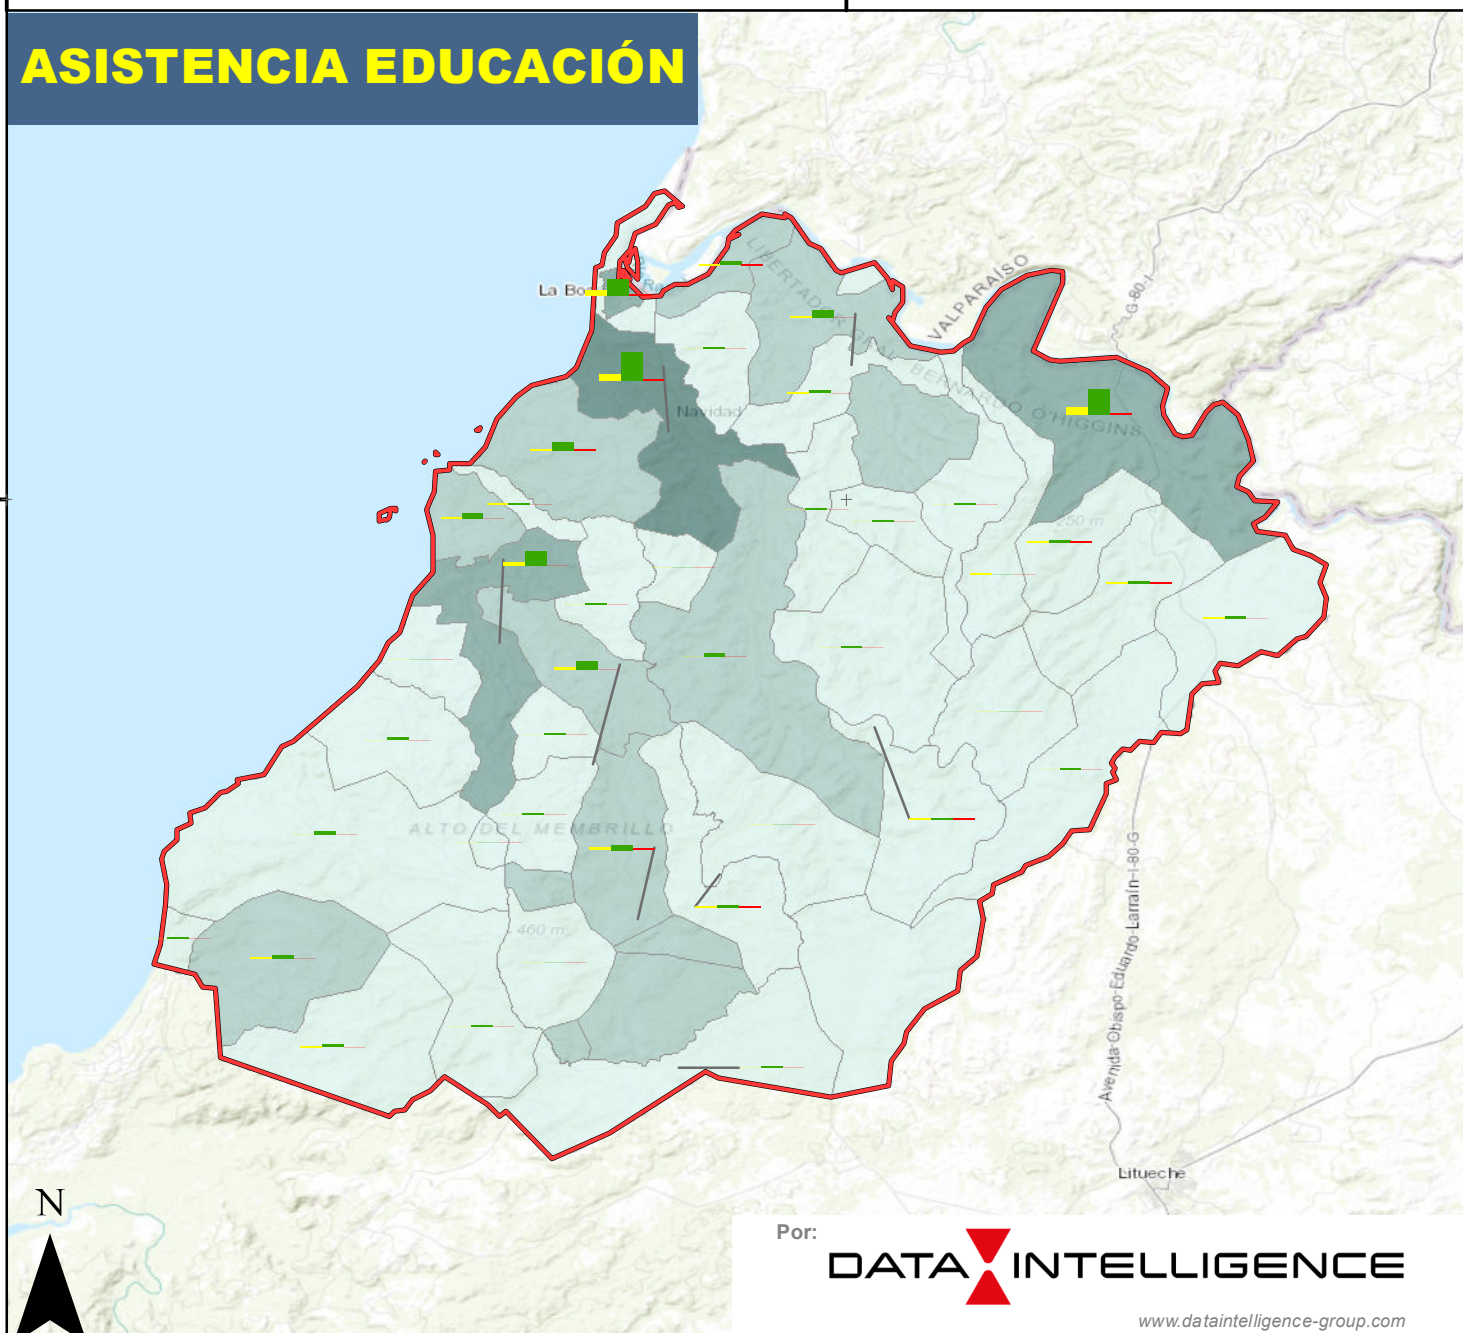 ASISTENCIA EDUCACIÓN
La Bo
LIBERTADOR GRAL BERNARDO O'HIGGINS
VALPARAÍSO
G-80-I
Navidad
250 m
ALTO DEL MEMBRILLO
460 m
Avenida Obispo Eduardo Larraín-I-80-G
Litueche
N
Por:
DATA INTELLIGENCE
www.dataintelligence-group.com